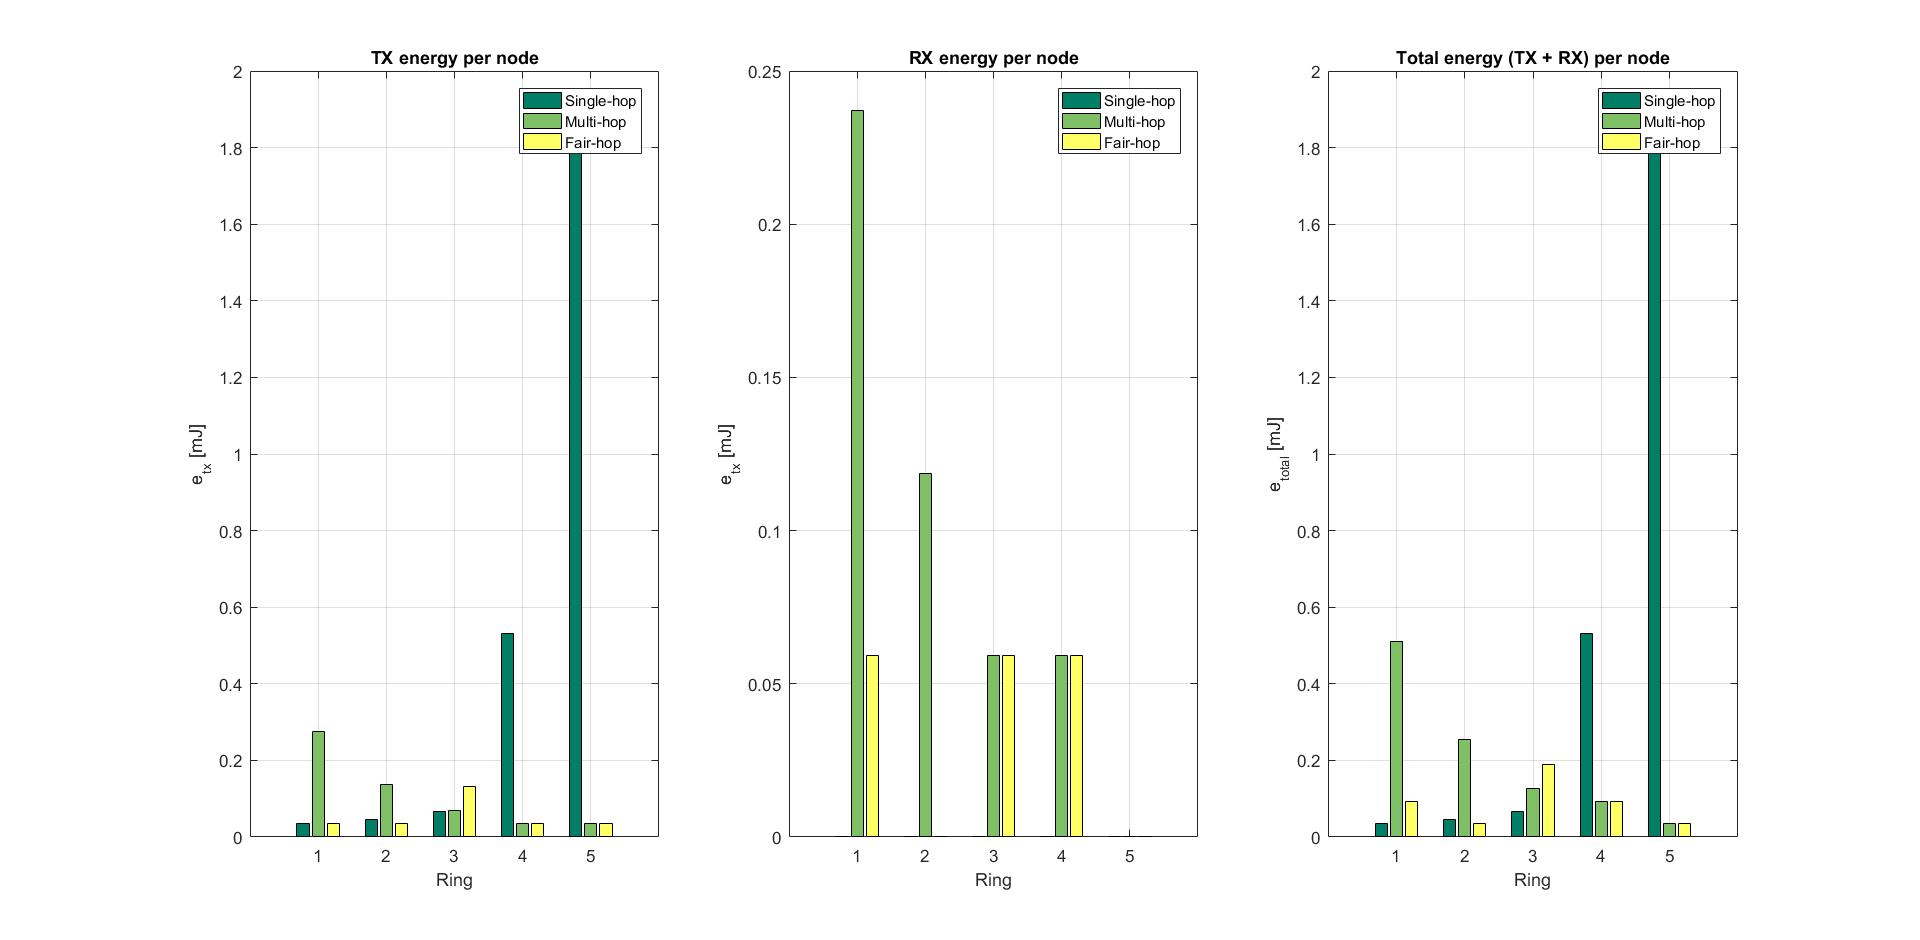 TX energy per node
2
1.8
1.6
1.4
1.2
1
0.8
0.6
0.4
0.2
0
e_tx [mJ]
1 2 3 4 5
Ring
Single-hop
Multi-hop
Fair-hop
RX energy per node
0.25
0.2
0.15
0.1
0.05
0
e_tx [mJ]
1 2 3 4 5
Ring
Single-hop
Multi-hop
Fair-hop
Total energy (TX + RX) per node
2
1.8
1.6
1.4
1.2
1
0.8
0.6
0.4
0.2
0
e_total [mJ]
1 2 3 4 5
Ring
Single-hop
Multi-hop
Fair-hop